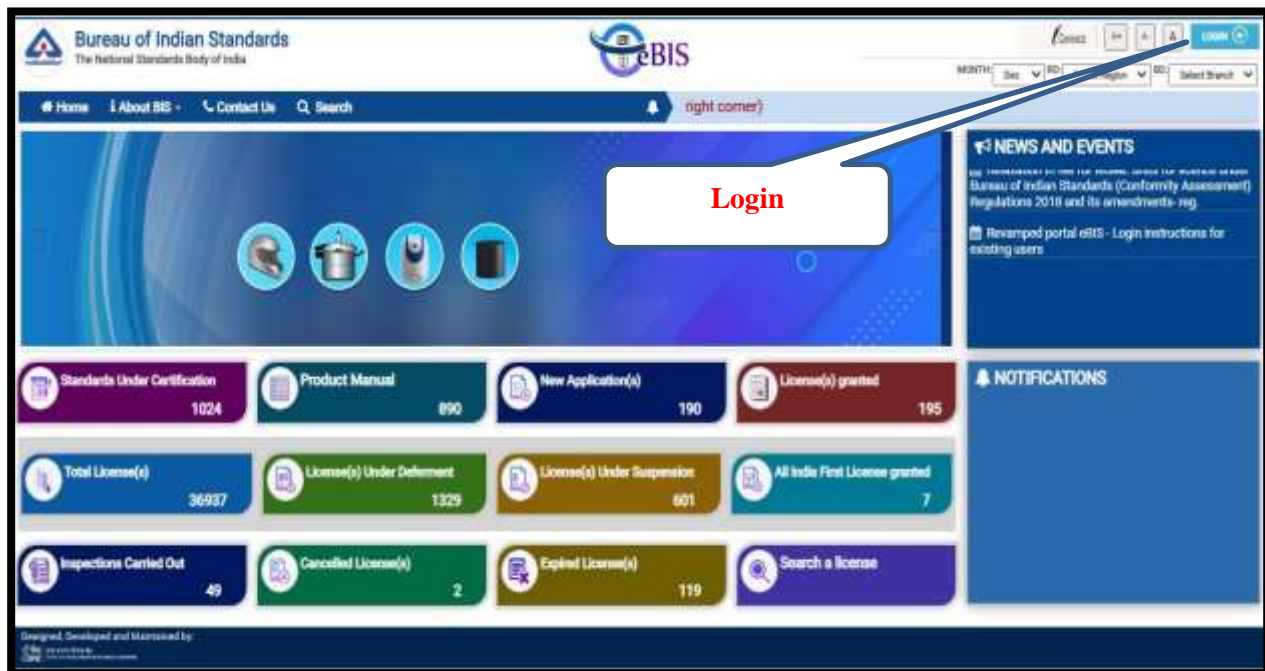 Bureau of Indian Standards
The National Standards Body of India
eBIS
Select
A+ A- A
LOGIN
MONTH: Dec RO: Region BO: Select Branch
Home About BIS Contact Us Search
right corner)
Login
NEWS AND EVENTS
Bureau of Indian Standards (Conformity Assessment)
Regulations 2018 and its amendments- reg.
Revamped portal eBIS - Login instructions for
existing users
Standards Under Certification
1024
Product Manual
890
New Application(s)
190
License(s) granted
195
NOTIFICATIONS
Total License(s)
36937
License(s) Under Deferment
1329
License(s) Under Suspension
601
All India First License granted
7
Inspections Carried Out
49
Cancelled License(s)
2
Expired License(s)
119
Search a license
Designed, Developed and Maintained by: